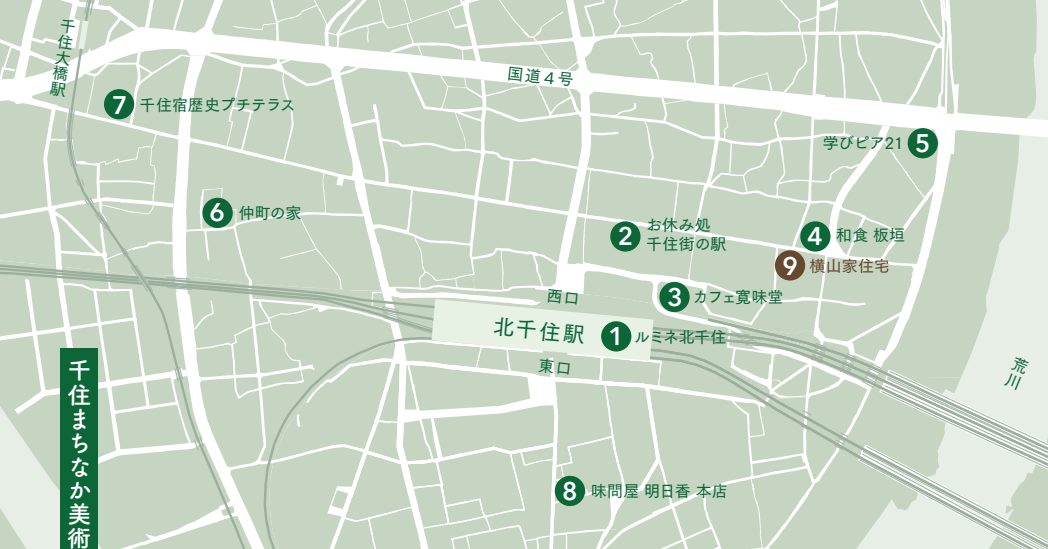 千住大橋駅
国道4号
7 千住宿歴史プチテラス
学びピア21 5
6 仲町の家
2 お休み処
千住街の駅
4 和食 板垣
9 横山家住宅
3 カフェ寛味堂
西口
北千住駅
1 ルミネ北千住
東口
荒川
千住まちなか美術
8 味問屋 明日香 本店